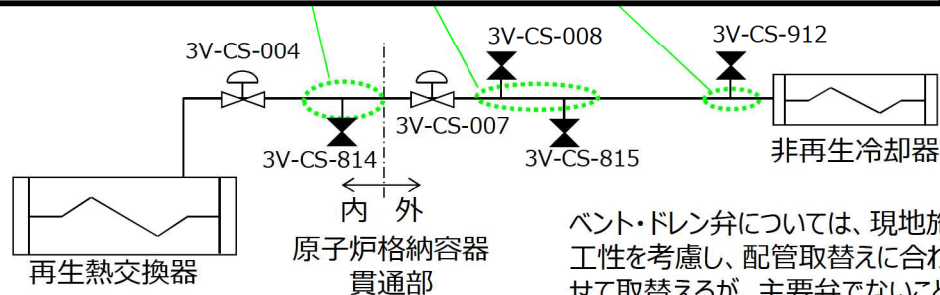 3V-CS-004
3V-CS-008
3V-CS-912
3V-CS-007
3V-CS-814
3V-CS-815
非再生冷却器
内 外
原子炉格納容器
貫通部
再生熱交換器
ベント・ドレン弁については、現地施
工性を考慮し、配管取替えに合わ
せて取替えるが、主要弁でないこと